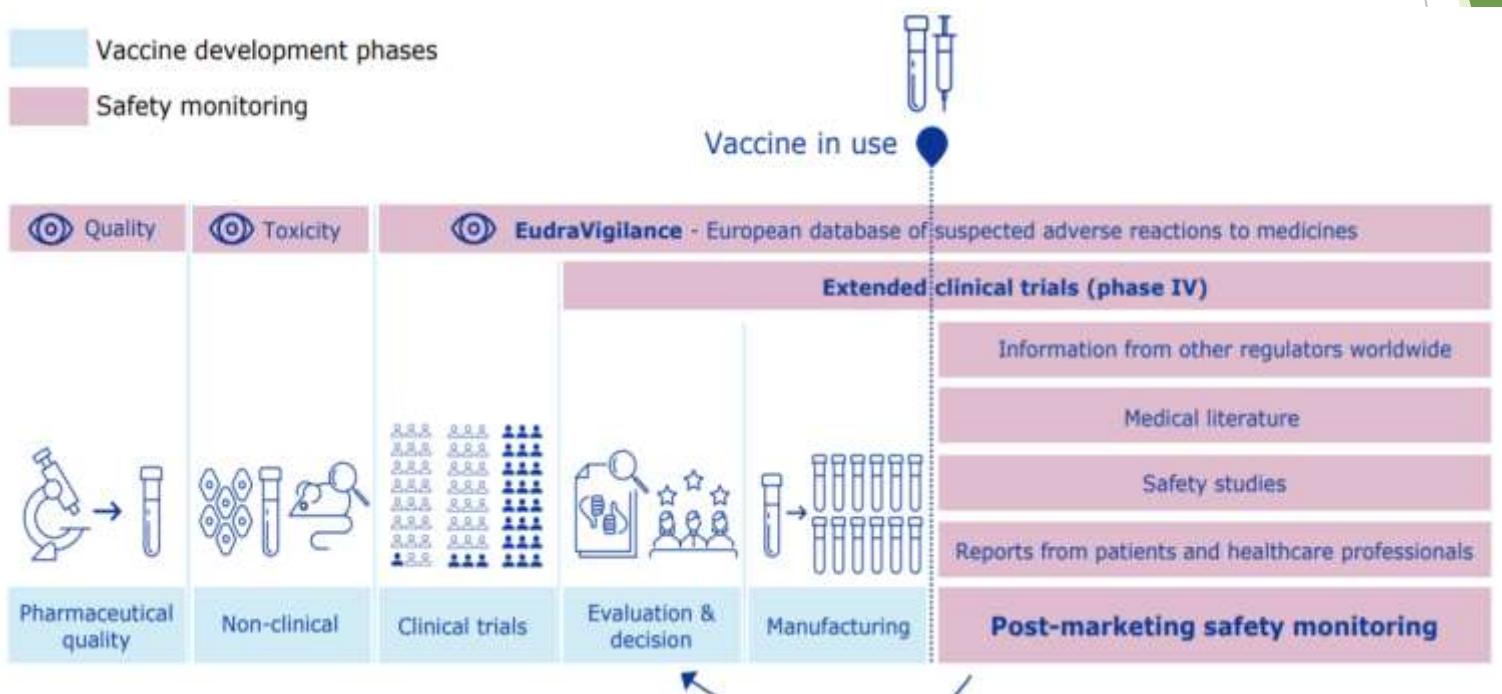 Vaccine development phases
Safety monitoring
Vaccine in use
Quality
Toxicity
EudraVigilance - European database of suspected adverse reactions to medicines
Extended clinical trials (phase IV)
Information from other regulators worldwide
Medical literature
Safety studies
Reports from patients and healthcare professionals
Pharmaceutical
quality
Non-clinical
Clinical trials
Evaluation &
decision
Manufacturing
Post-marketing safety monitoring